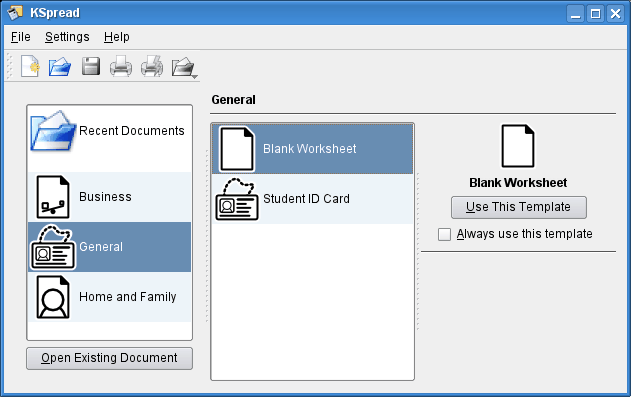 KSpread
File Settings Help
General
Recent Documents
Business
General
Home and Family
Open Existing Document
Blank Worksheet
Student ID Card
Blank Worksheet
Use This Template
Always use this template